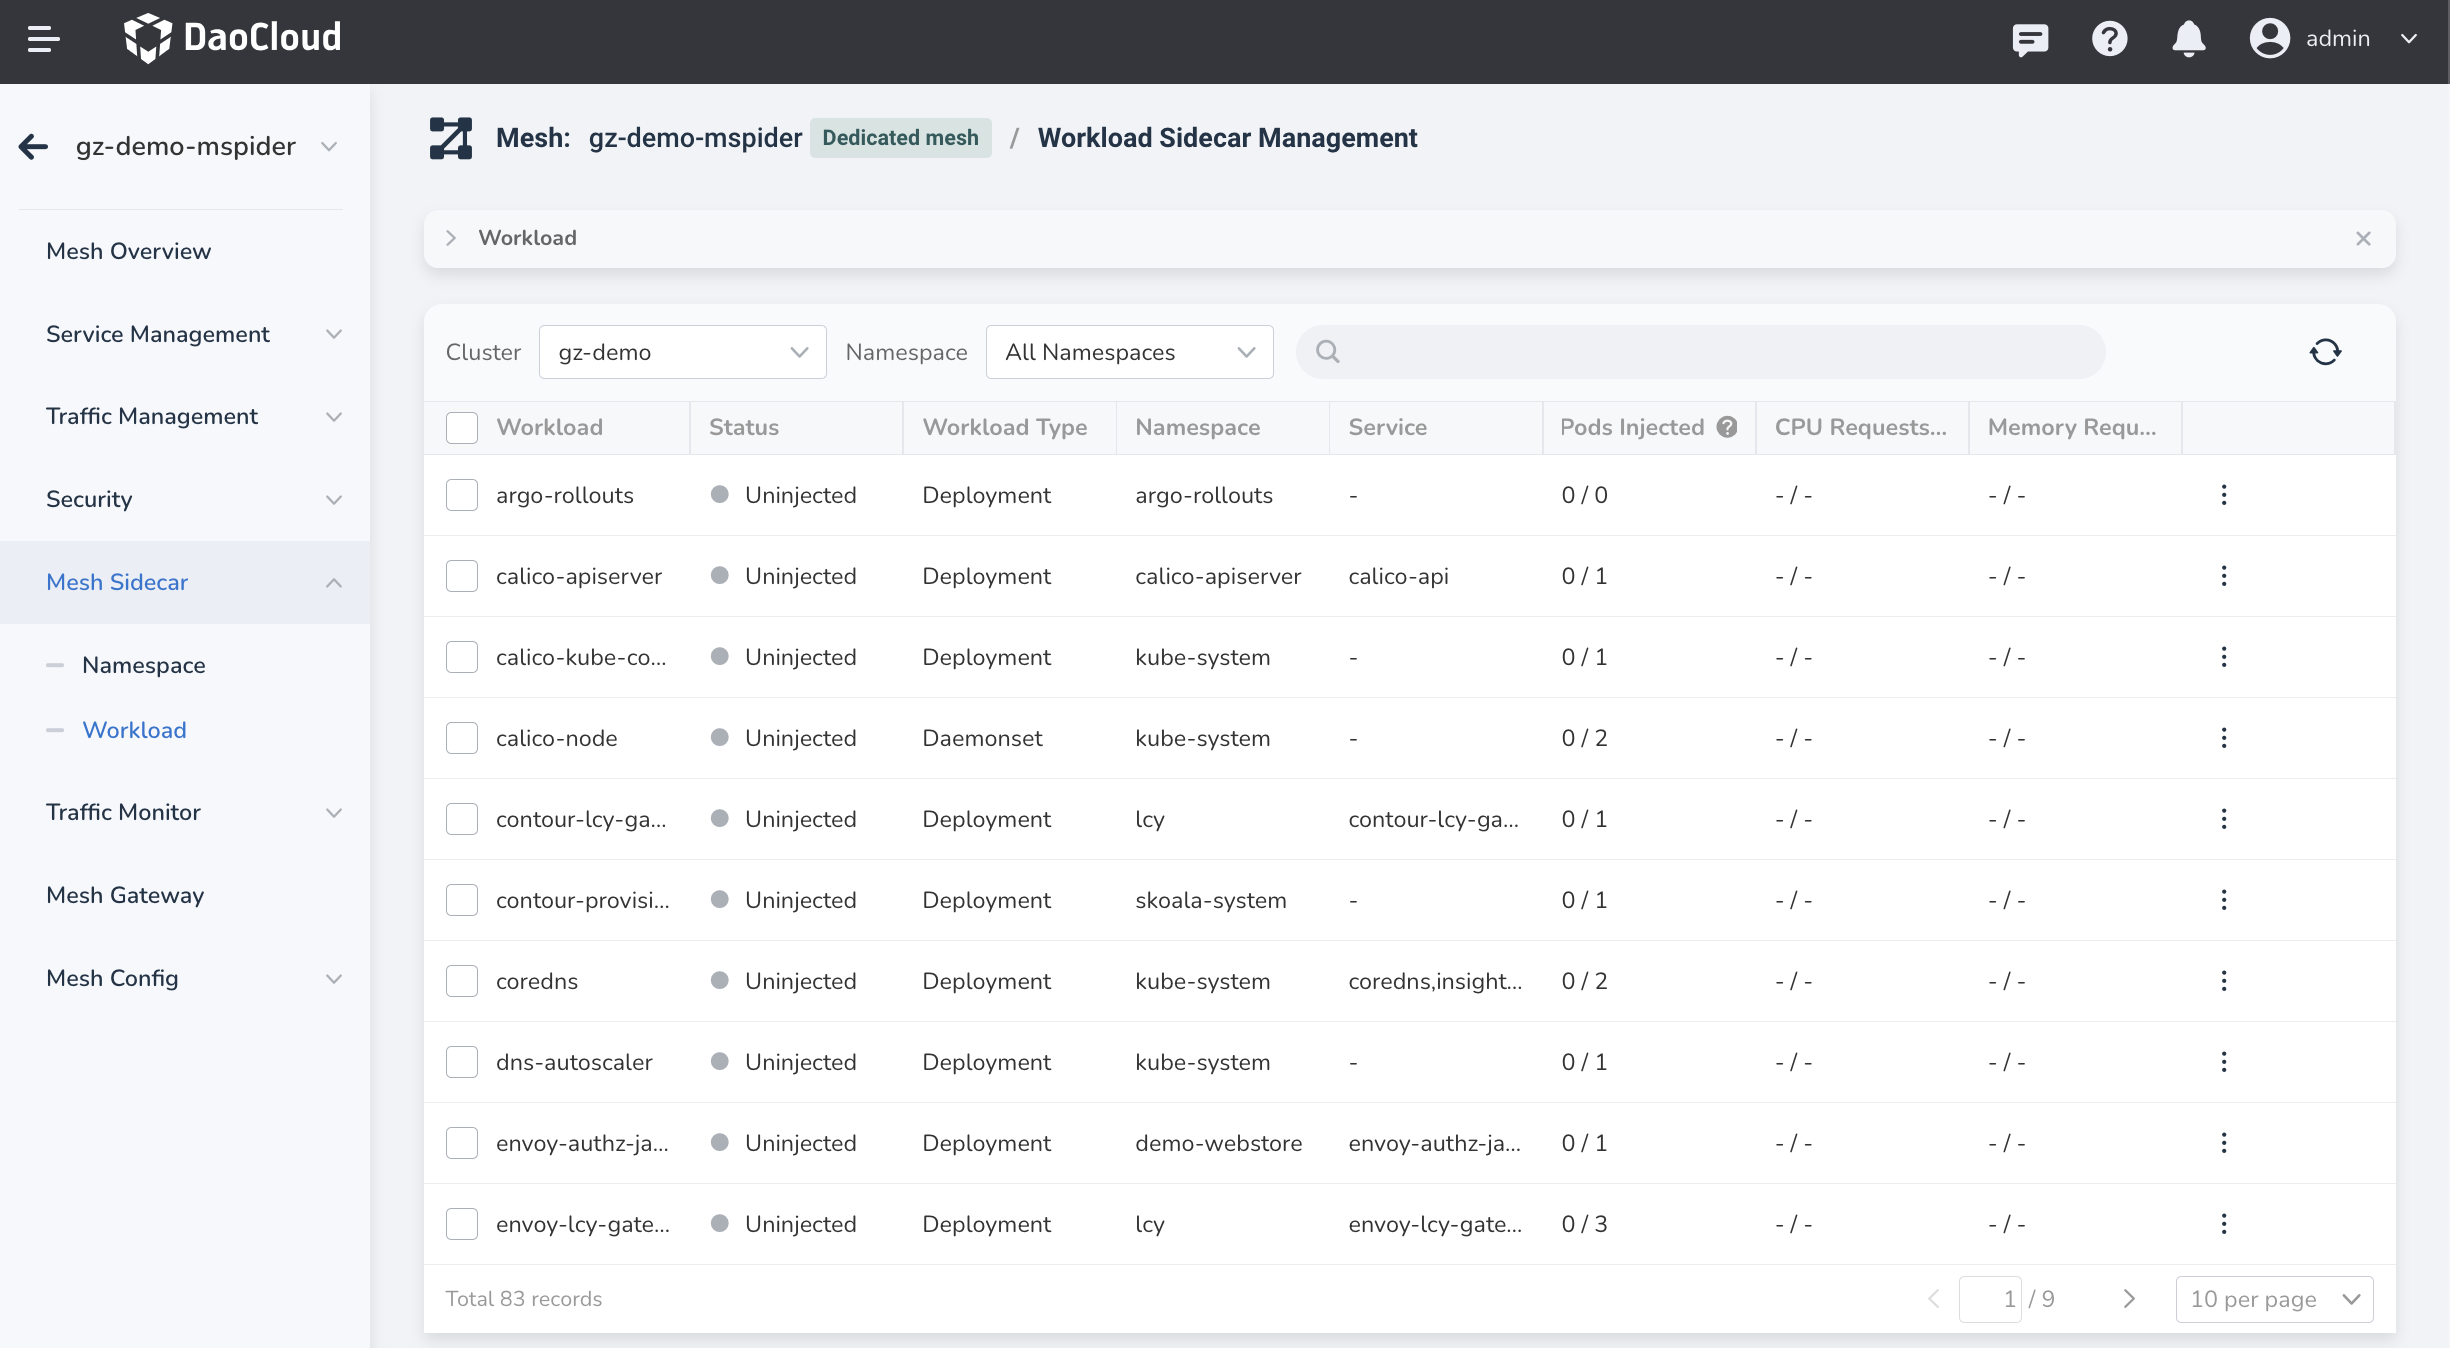 DaoCloud
admin
gz-demo-mspider
Mesh Overview
Service Management
Traffic Management
Security
Mesh Sidecar
Namespace
Workload
Traffic Monitor
Mesh Gateway
Mesh Config
Mesh: gz-demo-mspider Dedicated mesh / Workload Sidecar Management
Workload
Cluster gz-demo Namespace All Namespaces
Workload Status Workload Type Namespace Service Pods Injected ? CPU Requests... Memory Requ...
argo-rollouts Uninjected Deployment argo-rollouts - 0 / 0 - / - - / -
calico-apiserver Uninjected Deployment calico-apiserver calico-api 0 / 1 - / - - / -
calico-kube-co... Uninjected Deployment kube-system - 0 / 1 - / - - / -
calico-node Uninjected Daemonset kube-system - 0 / 2 - / - - / -
contour-lcy-ga... Uninjected Deployment lcy contour-lcy-ga... 0 / 1 - / - - / -
contour-provisi... Uninjected Deployment skoala-system - 0 / 1 - / - - / -
coredns Uninjected Deployment kube-system coredns,insight... 0 / 2 - / - - / -
dns-autoscaler Uninjected Deployment kube-system - 0 / 1 - / - - / -
envoy-authz-ja... Uninjected Deployment demo-webstore envoy-authz-ja... 0 / 1 - / - - / -
envoy-lcy-gate... Uninjected Deployment lcy envoy-lcy-gate... 0 / 3 - / - - / -
Total 83 records 1 / 9 10 per page